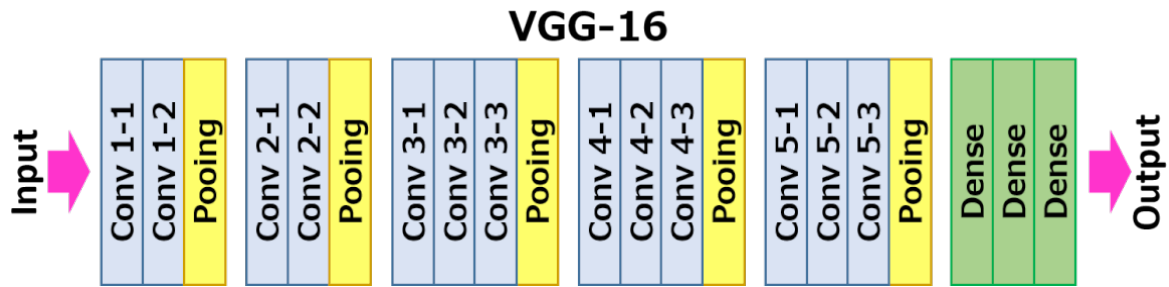 VGG-16
Input
Conv 1-1
Conv 1-2
Pooing
Conv 2-1
Conv 2-2
Pooing
Conv 3-1
Conv 3-2
Conv 3-3
Pooing
Conv 4-1
Conv 4-2
Conv 4-3
Pooing
Conv 5-1
Conv 5-2
Conv 5-3
Pooing
Dense
Dense
Dense
Output